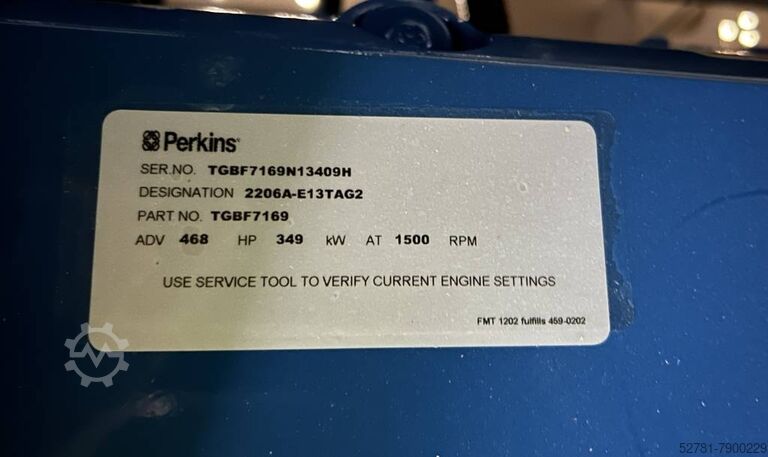 Perkins
SER.NO. TGBF7169N13409H
DESIGNATION 2206A-E13TAG2
PART NO. TGBF7169
ADV 468 HP 349 kW AT 1500 RPM
USE SERVICE TOOL TO VERIFY CURRENT ENGINE SETTINGS
FMT 1202 fulfills 459-0202
52781-7900229